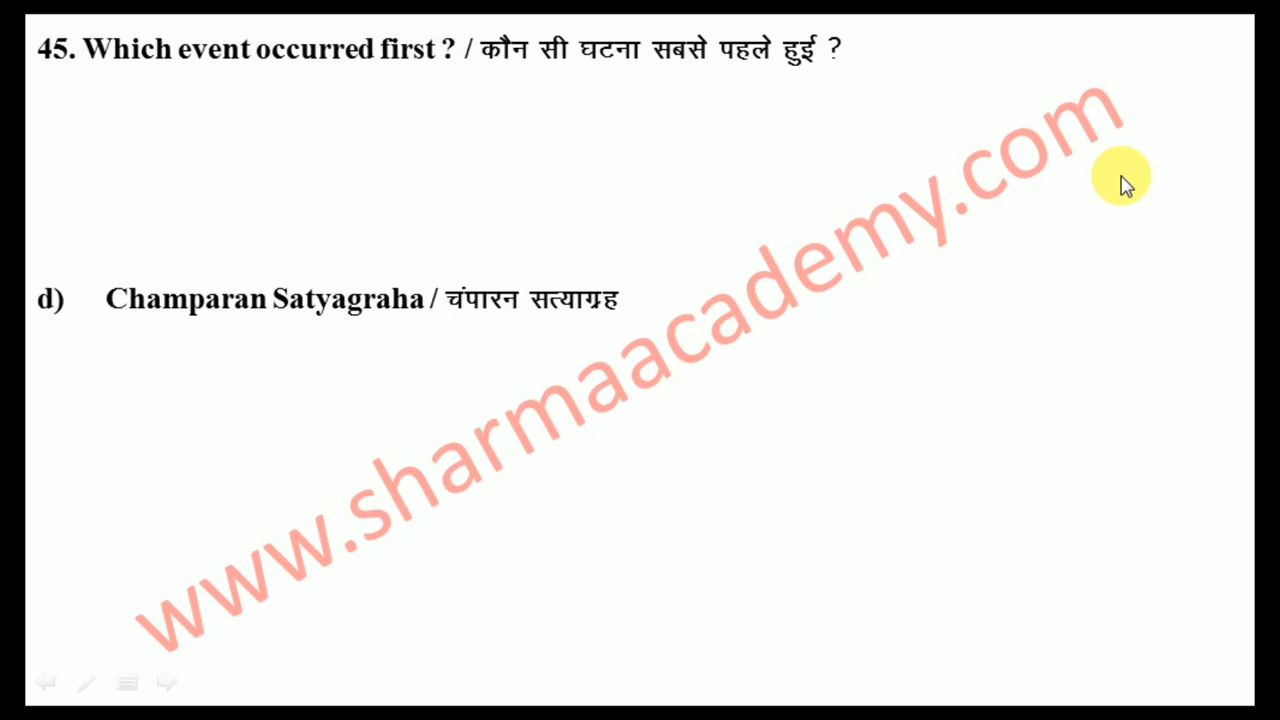 45. Which event occurred first ? / कौन सी घटना सबसे पहले हुई ?
d) Champaran Satyagraha / चंपारन सत्याग्रह
www.sharmaacademy.com